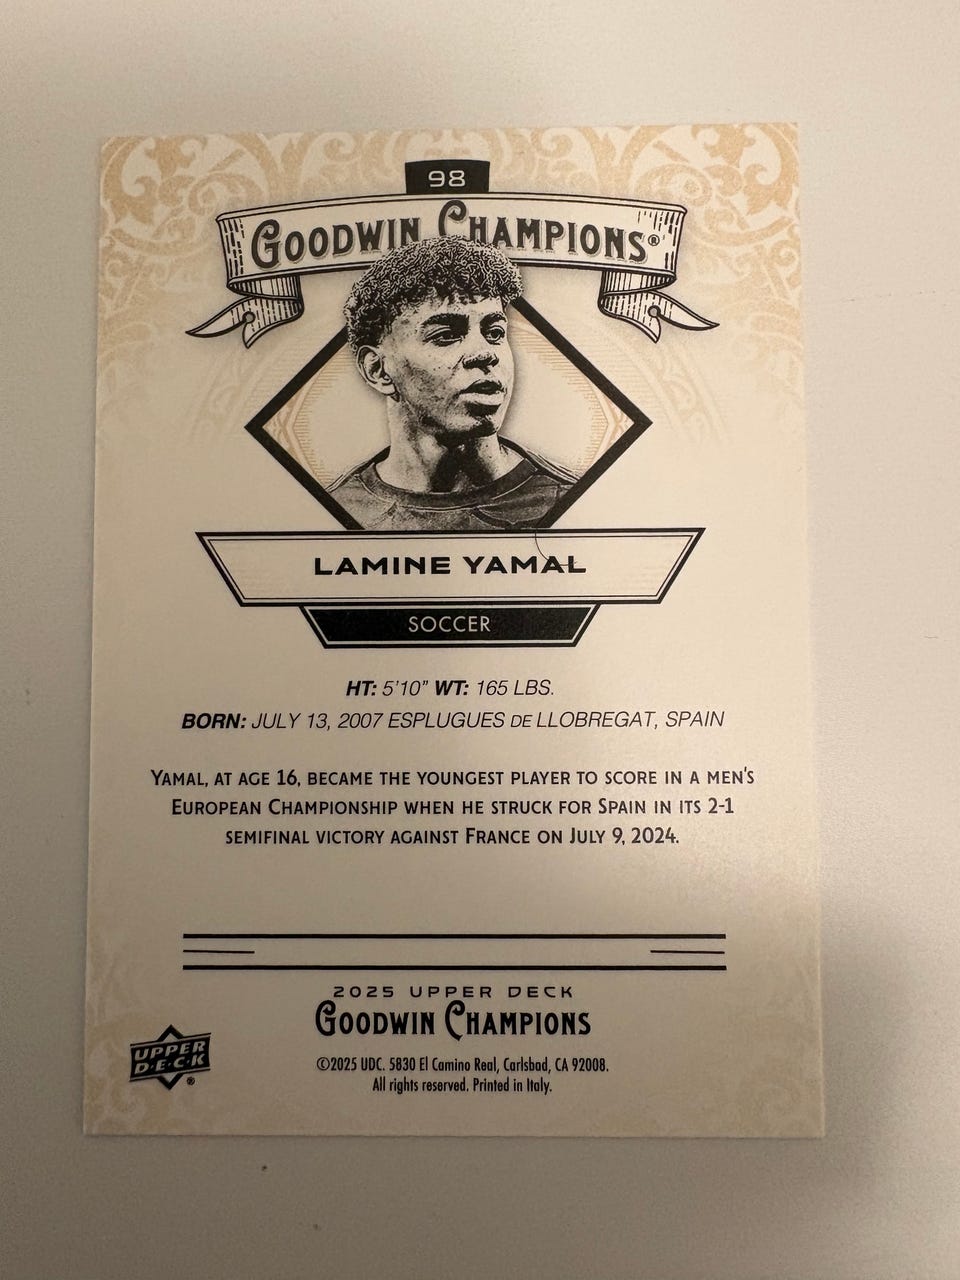 98
GOODWIN CHAMPIONS®
LAMINE YAMAL
SOCCER
HT: 5'10" WT: 165 LBS.
BORN: JULY 13, 2007 ESPLUGUES DE LLOBREGAT, SPAIN
YAMAL, AT AGE 16, BECAME THE YOUNGEST PLAYER TO SCORE IN A MEN'S
EUROPEAN CHAMPIONSHIP WHEN HE STRUCK FOR SPAIN IN ITS 2-1
SEMIFINAL VICTORY AGAINST FRANCE ON JULY 9, 2024.
2025 UPPER DECK
GOODWIN CHAMPIONS
UPPER
D·E·C·K
®
©2025 UDC. 5830 El Camino Real, Carlsbad, CA 92008.
All rights reserved. Printed in Italy.